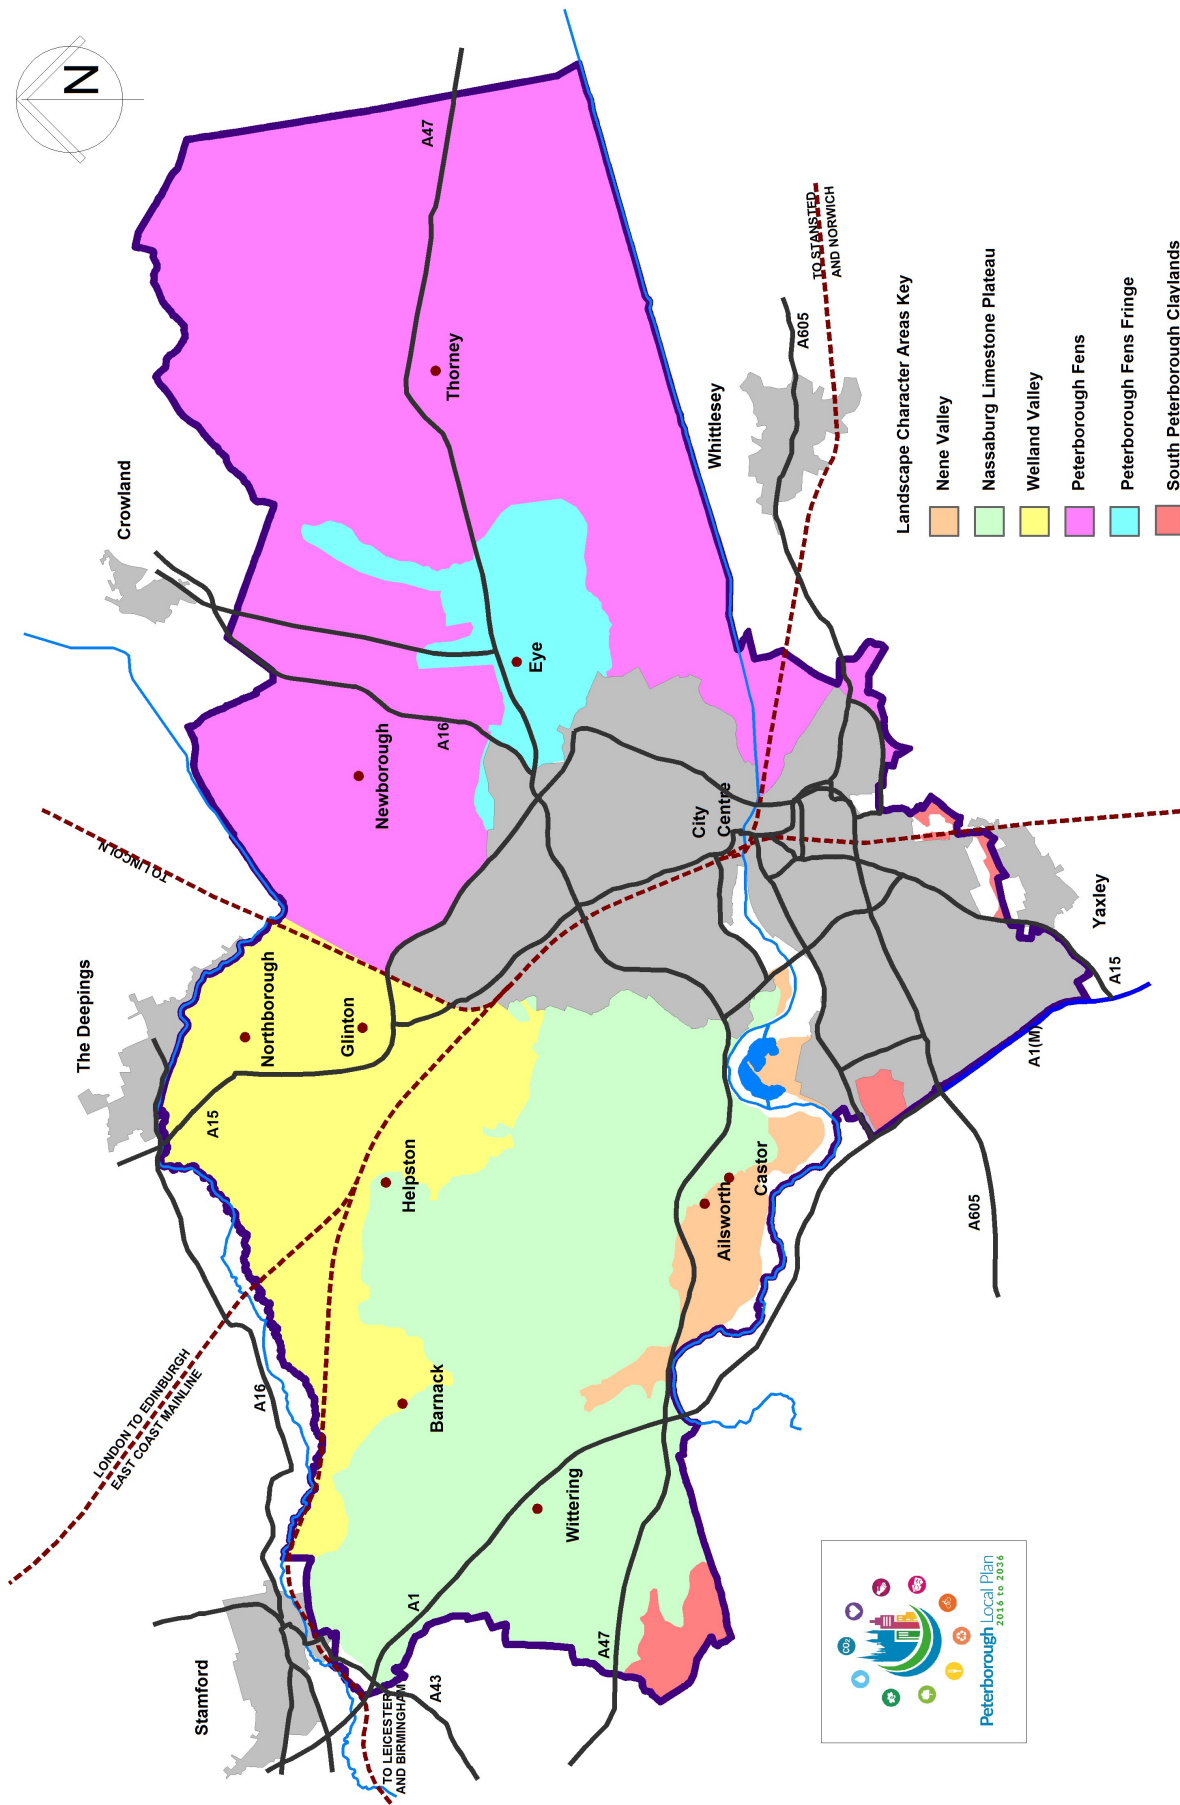 N
A47
Crowland
Thorney
TO STANSTED
AND NORWICH
A605
Whittlesey
Eye
A16
Newborough
TO LINCOLN
City
Centre
The Deepings
Northborough
Glinton
A15
Yaxley
A15
A1(M)
Helpston
Castor
Ailsworth
A605
LONDON TO EDINBURGH
EAST COAST MAINLINE
A16
Barnack
Wittering
A1
A47
Stamford
A43
TO LEICESTER
AND BIRMINGHAM
Landscape Character Areas Key
Nene Valley
Nassaburg Limestone Plateau
Welland Valley
Peterborough Fens
Peterborough Fens Fringe
South Peterborough Claylands
CO2
Peterborough Local Plan
2016 to 2036